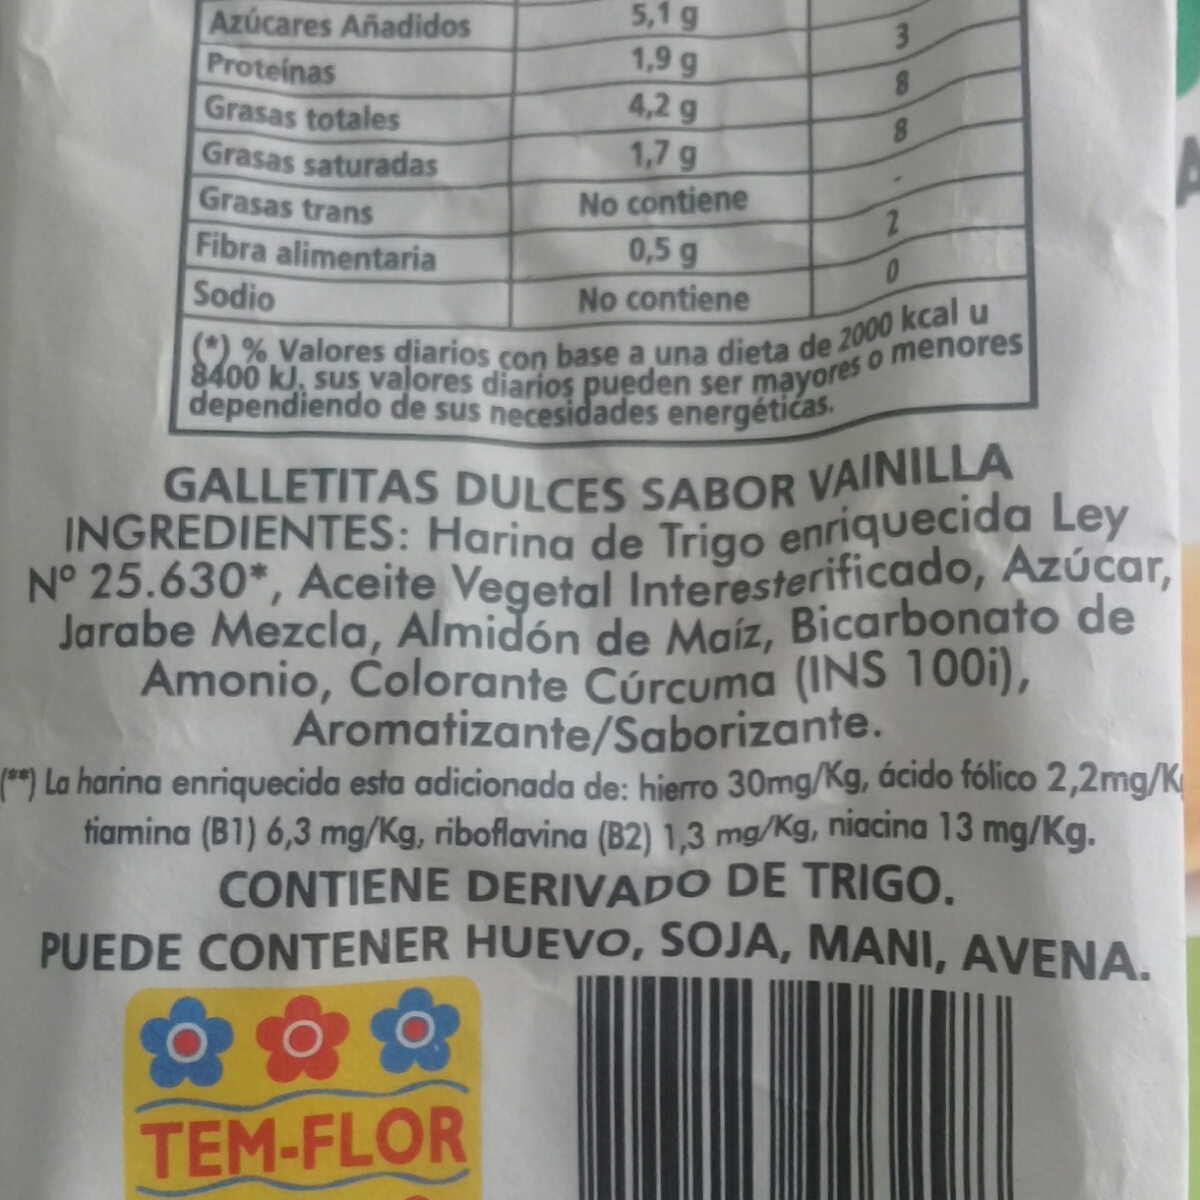 Azúcares Añadidos 5,1 g
Proteínas 1,9 g 3
Grasas totales 4,2 g 8
Grasas saturadas 1,7 g 8
Grasas trans No contiene -
Fibra alimentaria 0,5 g 2
Sodio No contiene 0
(*) % Valores diarios con base a una dieta de 2000 kcal u
8400 kJ. sus valores diarios pueden ser mayores o menores
dependiendo de sus necesidades energéticas.
GALLETITAS DULCES SABOR VAINILLA
INGREDIENTES: Harina de Trigo enriquecida Ley
Nº 25.630*, Aceite Vegetal Interesterificado, Azúcar,
Jarabe Mezcla, Almidón de Maíz, Bicarbonato de
Amonio, Colorante Cúrcuma (INS 100i),
Aromatizante/Saborizante.
(**) La harina enriquecida esta adicionada de: hierro 30mg/Kg, ácido fólico 2,2mg/K
tiamina (B1) 6,3 mg/Kg, riboflavina (B2) 1,3 mg/Kg, niacina 13 mg/Kg.
CONTIENE DERIVADO DE TRIGO.
PUEDE CONTENER HUEVO, SOJA, MANI, AVENA.
TEM-FLOR